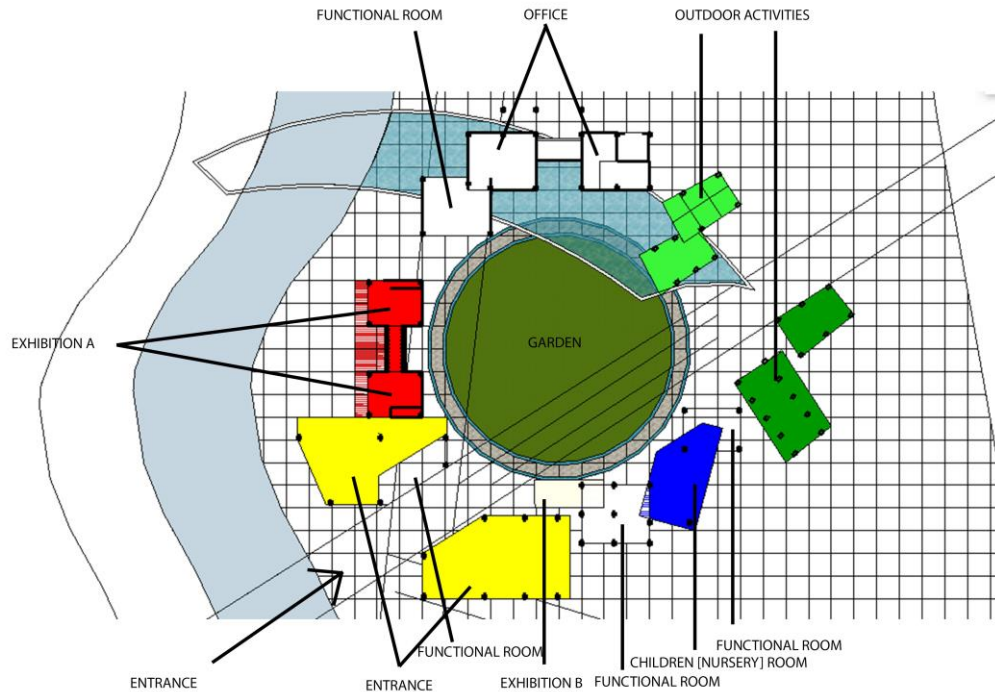 FUNCTIONAL ROOM
OFFICE
OUTDOOR ACTIVITIES
EXHIBITION A
GARDEN
FUNCTIONAL ROOM
FUNCTIONAL ROOM
CHILDREN [NURSERY] ROOM
ENTRANCE
ENTRANCE
EXHIBITION B
FUNCTIONAL ROOM